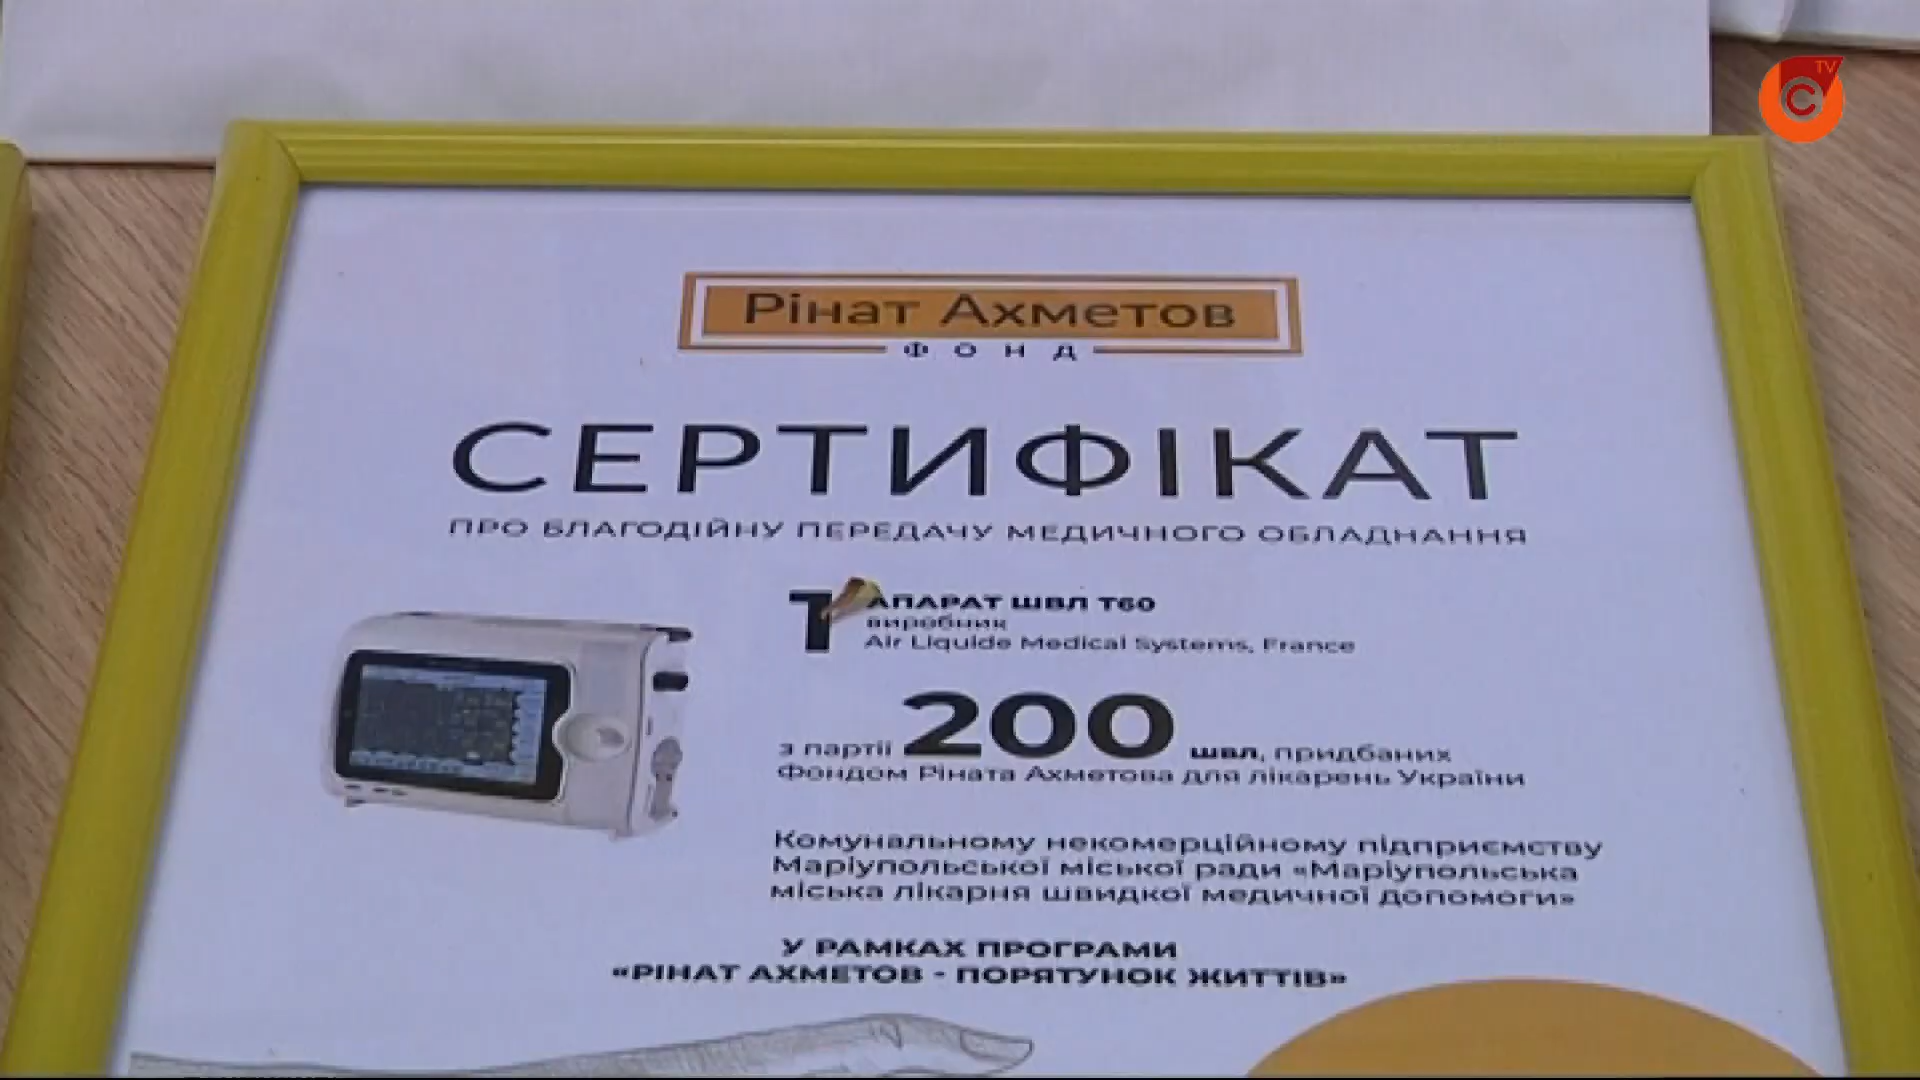 TV
C
Рінат Ахметов
ФОНД
СЕРТИФІКАТ
ПРО БЛАГОДІЙНУ ПЕРЕДАЧУ МЕДИЧНОГО ОБЛАДНАННЯ
1 АПАРАТ ШВЛ Т60
виробник
Air Liquide Medical Systems, France
з партії 200 швл, придбаних
Фондом Ріната Ахметова для лікарень України
Комунальному некомерційному підприємству
Маріупольської міської ради «Маріупольська
міська лікарня швидкої медичної допомоги»
У РАМКАХ ПРОГРАМИ
«РІНАТ АХМЕТОВ - ПОРЯТУНОК ЖИТТІВ»